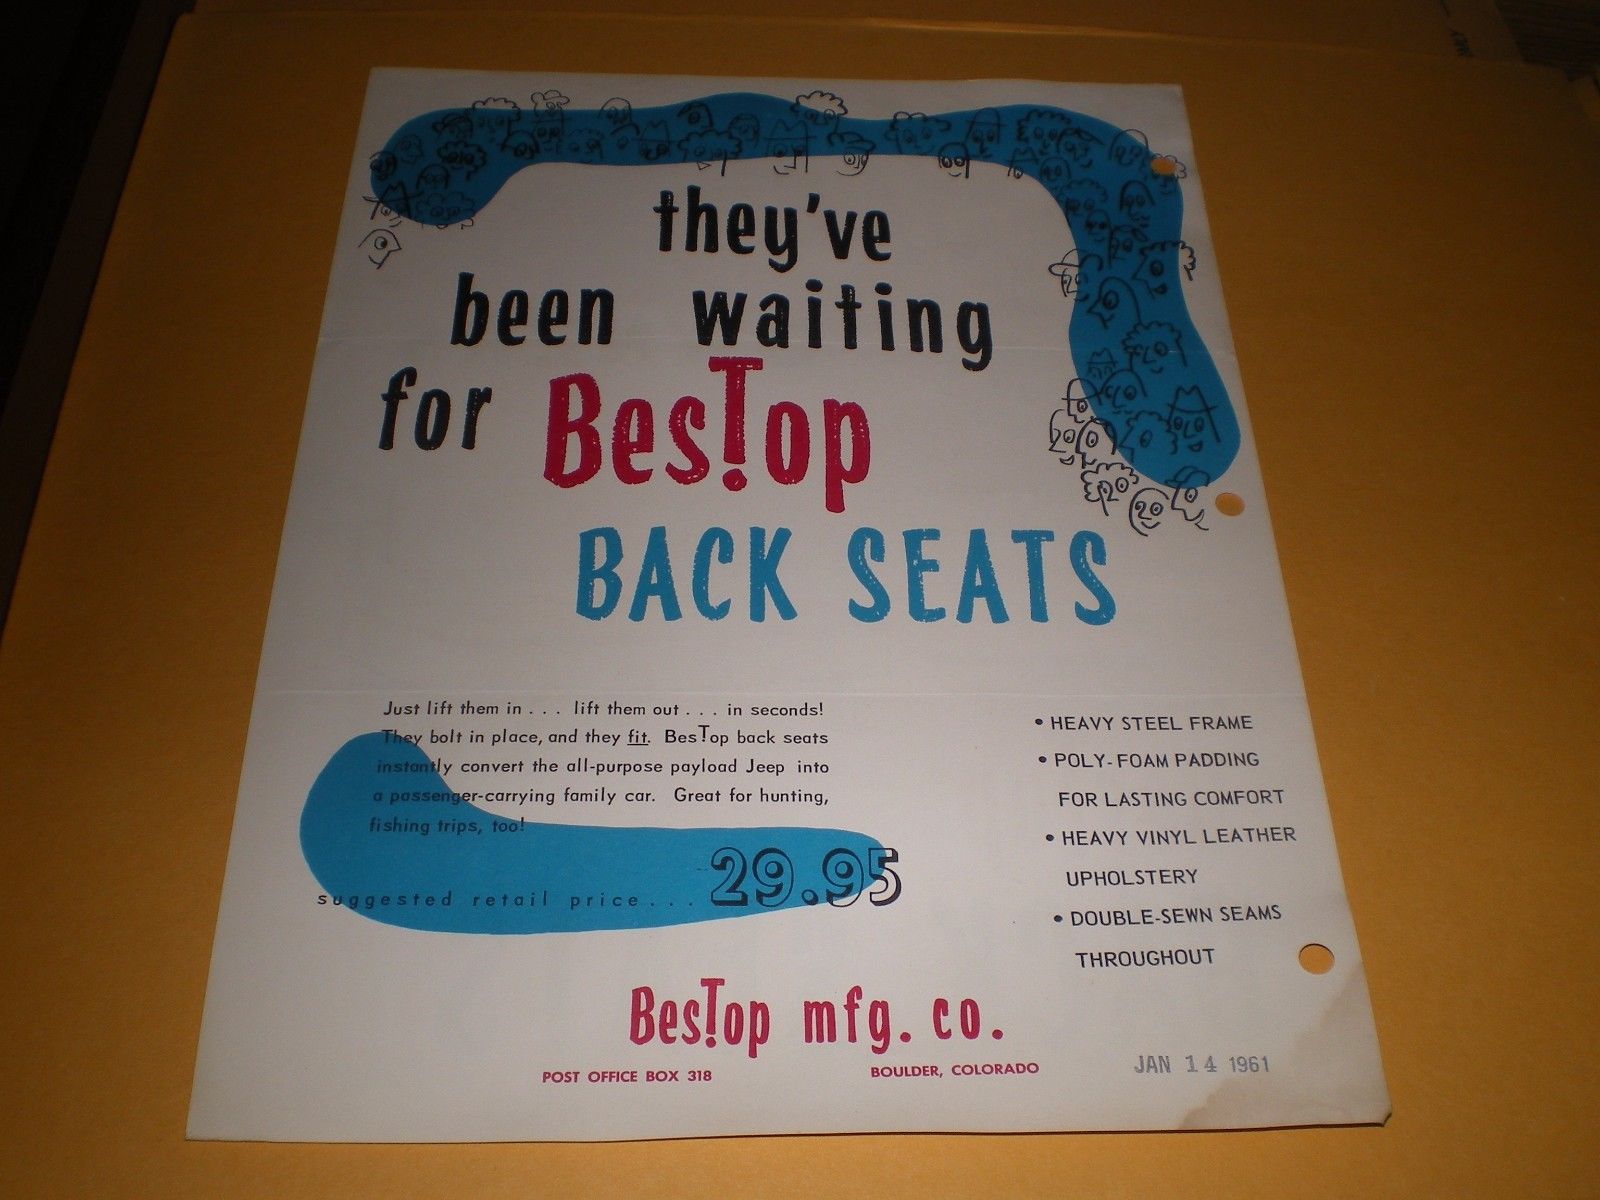 they've
been waiting
for BesTop
BACK SEATS
Just lift them in . . . lift them out . . . in seconds!
They bolt in place, and they fit. BesTop back seats
instantly convert the all-purpose payload Jeep into
a passenger-carrying family car. Great for hunting,
fishing trips, too!
suggested retail price . . . 29.95
• HEAVY STEEL FRAME
• POLY-FOAM PADDING
FOR LASTING COMFORT
• HEAVY VINYL LEATHER
UPHOLSTERY
• DOUBLE-SEWN SEAMS
THROUGHOUT
BesTop mfg. co.
POST OFFICE BOX 318 BOULDER, COLORADO
JAN 14 1961